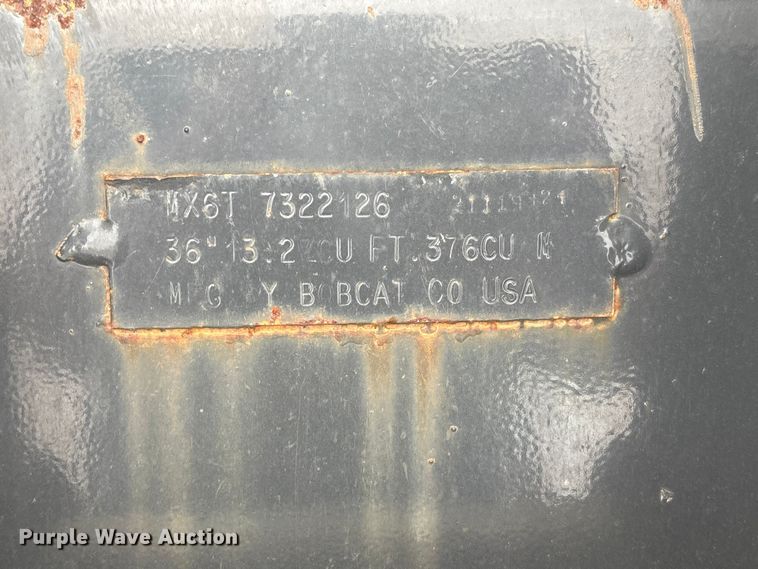 MX6T 7322126
36" 13.2 CU FT .376CU M
MFG BY BOBCAT CO USA
Purple Wave Auction